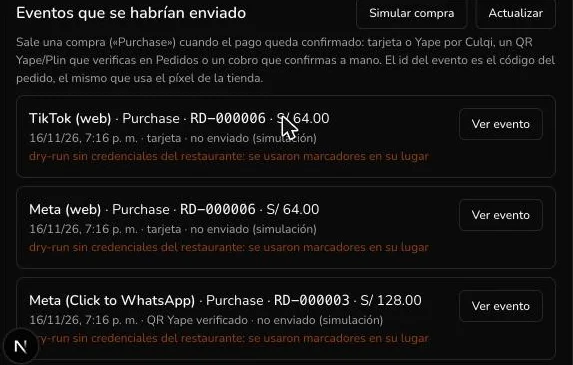 Eventos que se habrían enviado
Simular compra
Actualizar
Sale una compra («Purchase») cuando el pago queda confirmado: tarjeta o Yape por Culqi, un QR
Yape/Plin que verificas en Pedidos o un cobro que confirmas a mano. El id del evento es el código del
pedido, el mismo que usa el píxel de la tienda.
TikTok (web) · Purchase · RD-000006 · S/ 64.00
Ver evento
16/11/26, 7:16 p. m. · tarjeta · no enviado (simulación)
dry-run sin credenciales del restaurante: se usaron marcadores en su lugar
Meta (web) · Purchase · RD-000006 · S/ 64.00
Ver evento
16/11/26, 7:16 p. m. · tarjeta · no enviado (simulación)
dry-run sin credenciales del restaurante: se usaron marcadores en su lugar
Meta (Click to WhatsApp) · Purchase · RD-000003 · S/ 128.00
Ver evento
16/11/26, 7:16 p. m. · QR Yape verificado · no enviado (simulación)
dry-run sin credenciales del restaurante: se usaron marcadores en su lugar
N